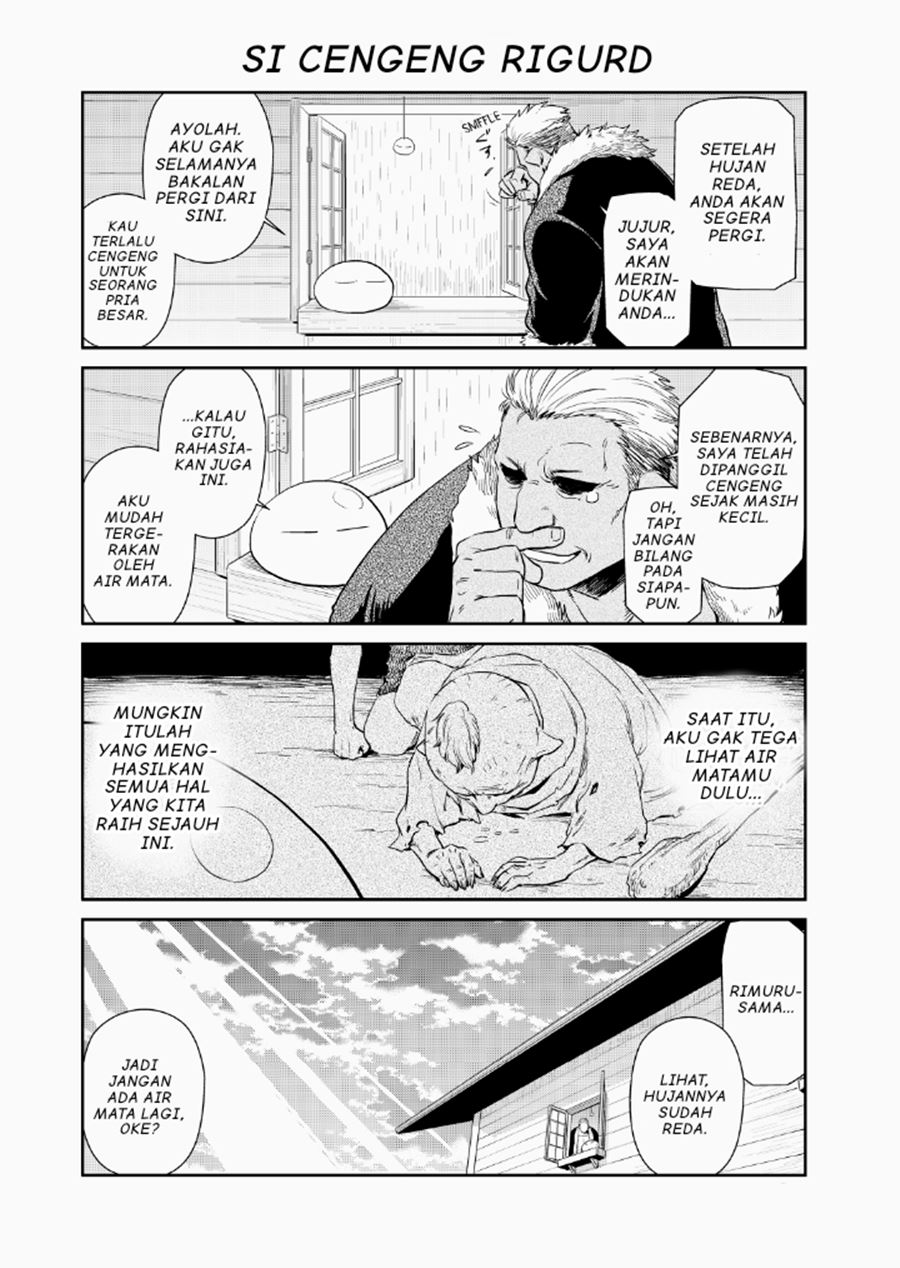 SI CENGENG RIGURD
SETELAH
HUJAN
REDA,
ANDA AKAN
SEGERA
PERGI.
JUJUR,
SAYA
AKAN
MERIN-
DUKAN
ANDA...
SNIFFLE
AYOLAH.
AKU GAK
SELAMANYA
BAKALAN
PERGI DARI
SINI.
KAU
TERLALU
CENGENG
UNTUK
SEORANG
PRIA
BESAR.
SEBENARNYA,
SAYA TELAH
DIPANGGIL
CENGENG
SEJAK MASIH
KECIL.
OH,
TAPI
JANGAN
BILANG
PADA
SIAPA-
PUN.
...KALAU
GITU,
RAHASIA-
KAN JUGA
INI.
AKU
MUDAH
TERGE-
RAKAN
OLEH
AIR MATA.
SAAT ITU,
AKU GAK TEGA
LIHAT AIR
MATAMU
DULU...
MUNGKIN
ITULAH
YANG MENG-
HASILKAN
SEMUA HAL
YANG KITA
RAIH SEJAUH
INI.
RIMURU-
SAMA...
LIHAT,
HUJANNYA
SUDAH
REDA.
JADI
JANGAN
ADA AIR
MATA LAGI,
OKE?